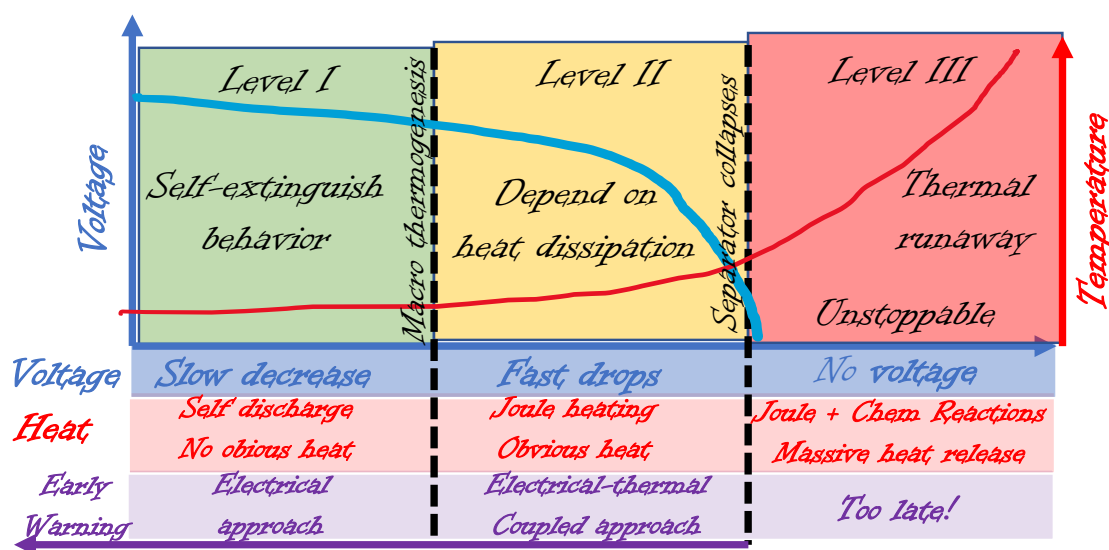 Level I
Level II
Level III
Voltage
Self-extinguish
behavior
Macro thermogenesis
Depend on
heat dissipation
Separator collapses
Thermal
runaway
Unstoppable
Temperature
Voltage
Slow decrease
Fast drops
No voltage
Heat
Self discharge
No obious heat
Joule heating
Obvious heat
Joule + Chem Reactions
Massive heat release
Early
Warning
Electrical
approach
Electrical-thermal
Coupled approach
Too late!